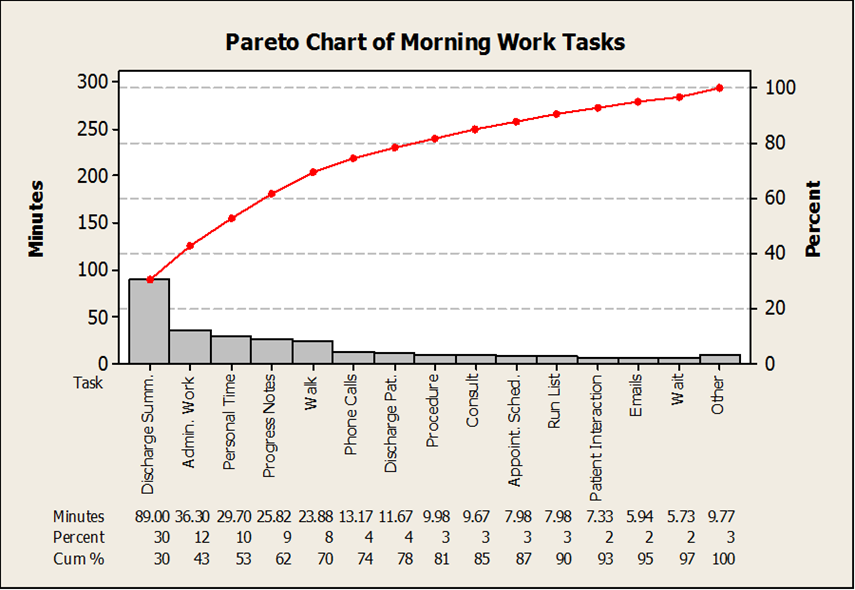 Pareto Chart of Morning Work Tasks
300
250
200
150
100
50
0
Minutes
100
80
60
40
20
0
Percent
Task
Discharge Summ.
Admin. Work
Personal Time
Progress Notes
Walk
Phone Calls
Discharge Pat.
Procedure
Consult.
Appoint. Sched.
Run List
Patient Interaction
Emails
Wait
Other
Minutes 89.00 36.30 29.70 25.82 23.88 13.17 11.67 9.98 9.67 7.98 7.98 7.33 5.94 5.73 9.77
Percent 30 12 10 9 8 4 4 3 3 3 3 2 2 2 3
Cum % 30 43 53 62 70 74 78 81 85 87 90 93 95 97 100